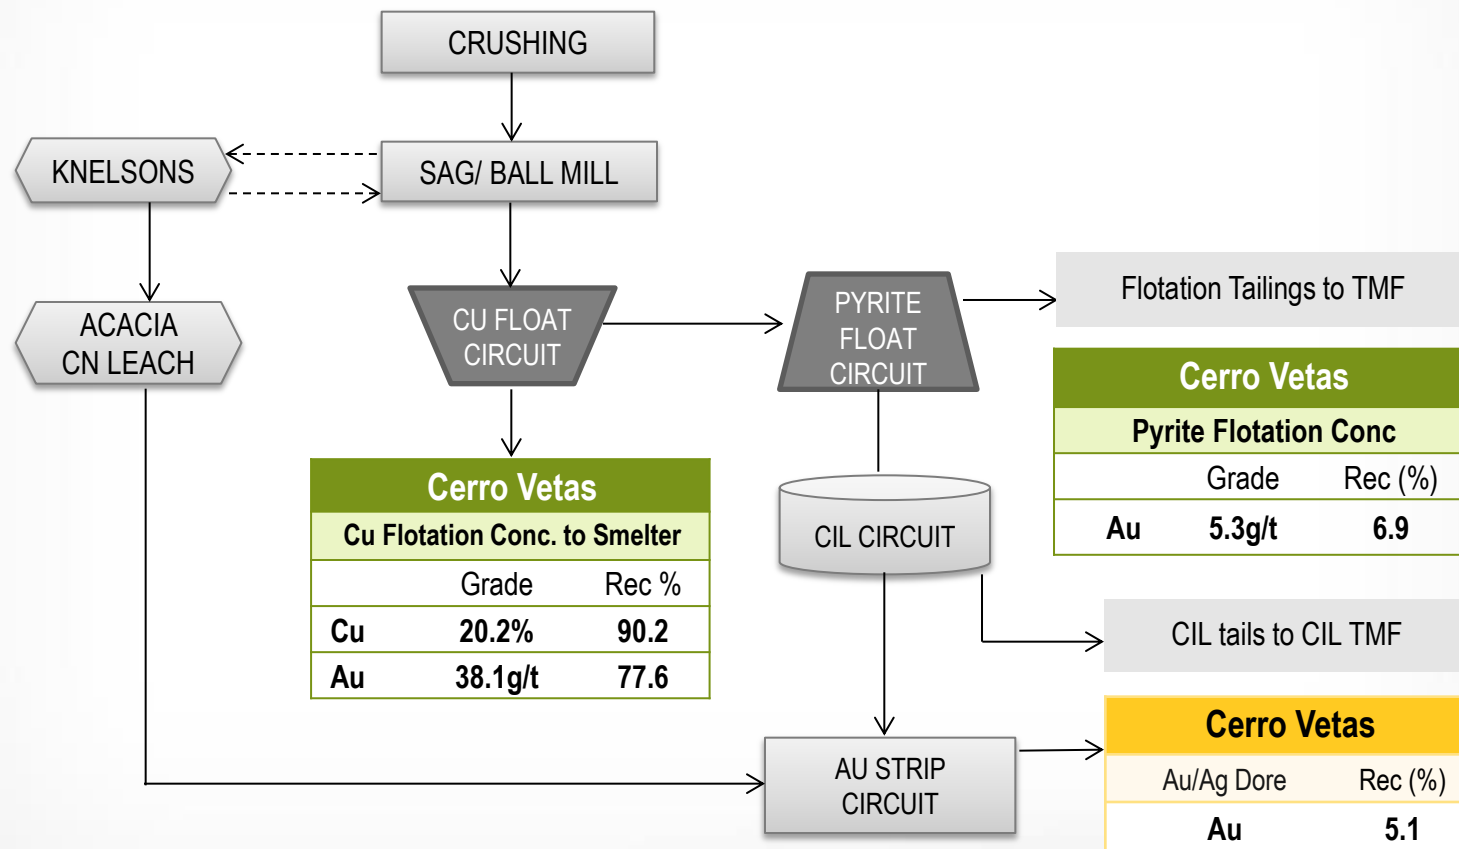 CRUSHING
KNELSONS
SAG/ BALL MILL
ACACIA
CN LEACH
CU FLOAT
CIRCUIT
PYRITE
FLOAT
CIRCUIT
Flotation Tailings to TMF
Cerro Vetas
Pyrite Flotation Conc
Grade Rec (%)
Au 5.3g/t 6.9
Cerro Vetas
Cu Flotation Conc. to Smelter
Grade Rec %
Cu 20.2% 90.2
Au 38.1g/t 77.6
CIL CIRCUIT
CIL tails to CIL TMF
AU STRIP
CIRCUIT
Cerro Vetas
Au/Ag Dore Rec (%)
Au 5.1